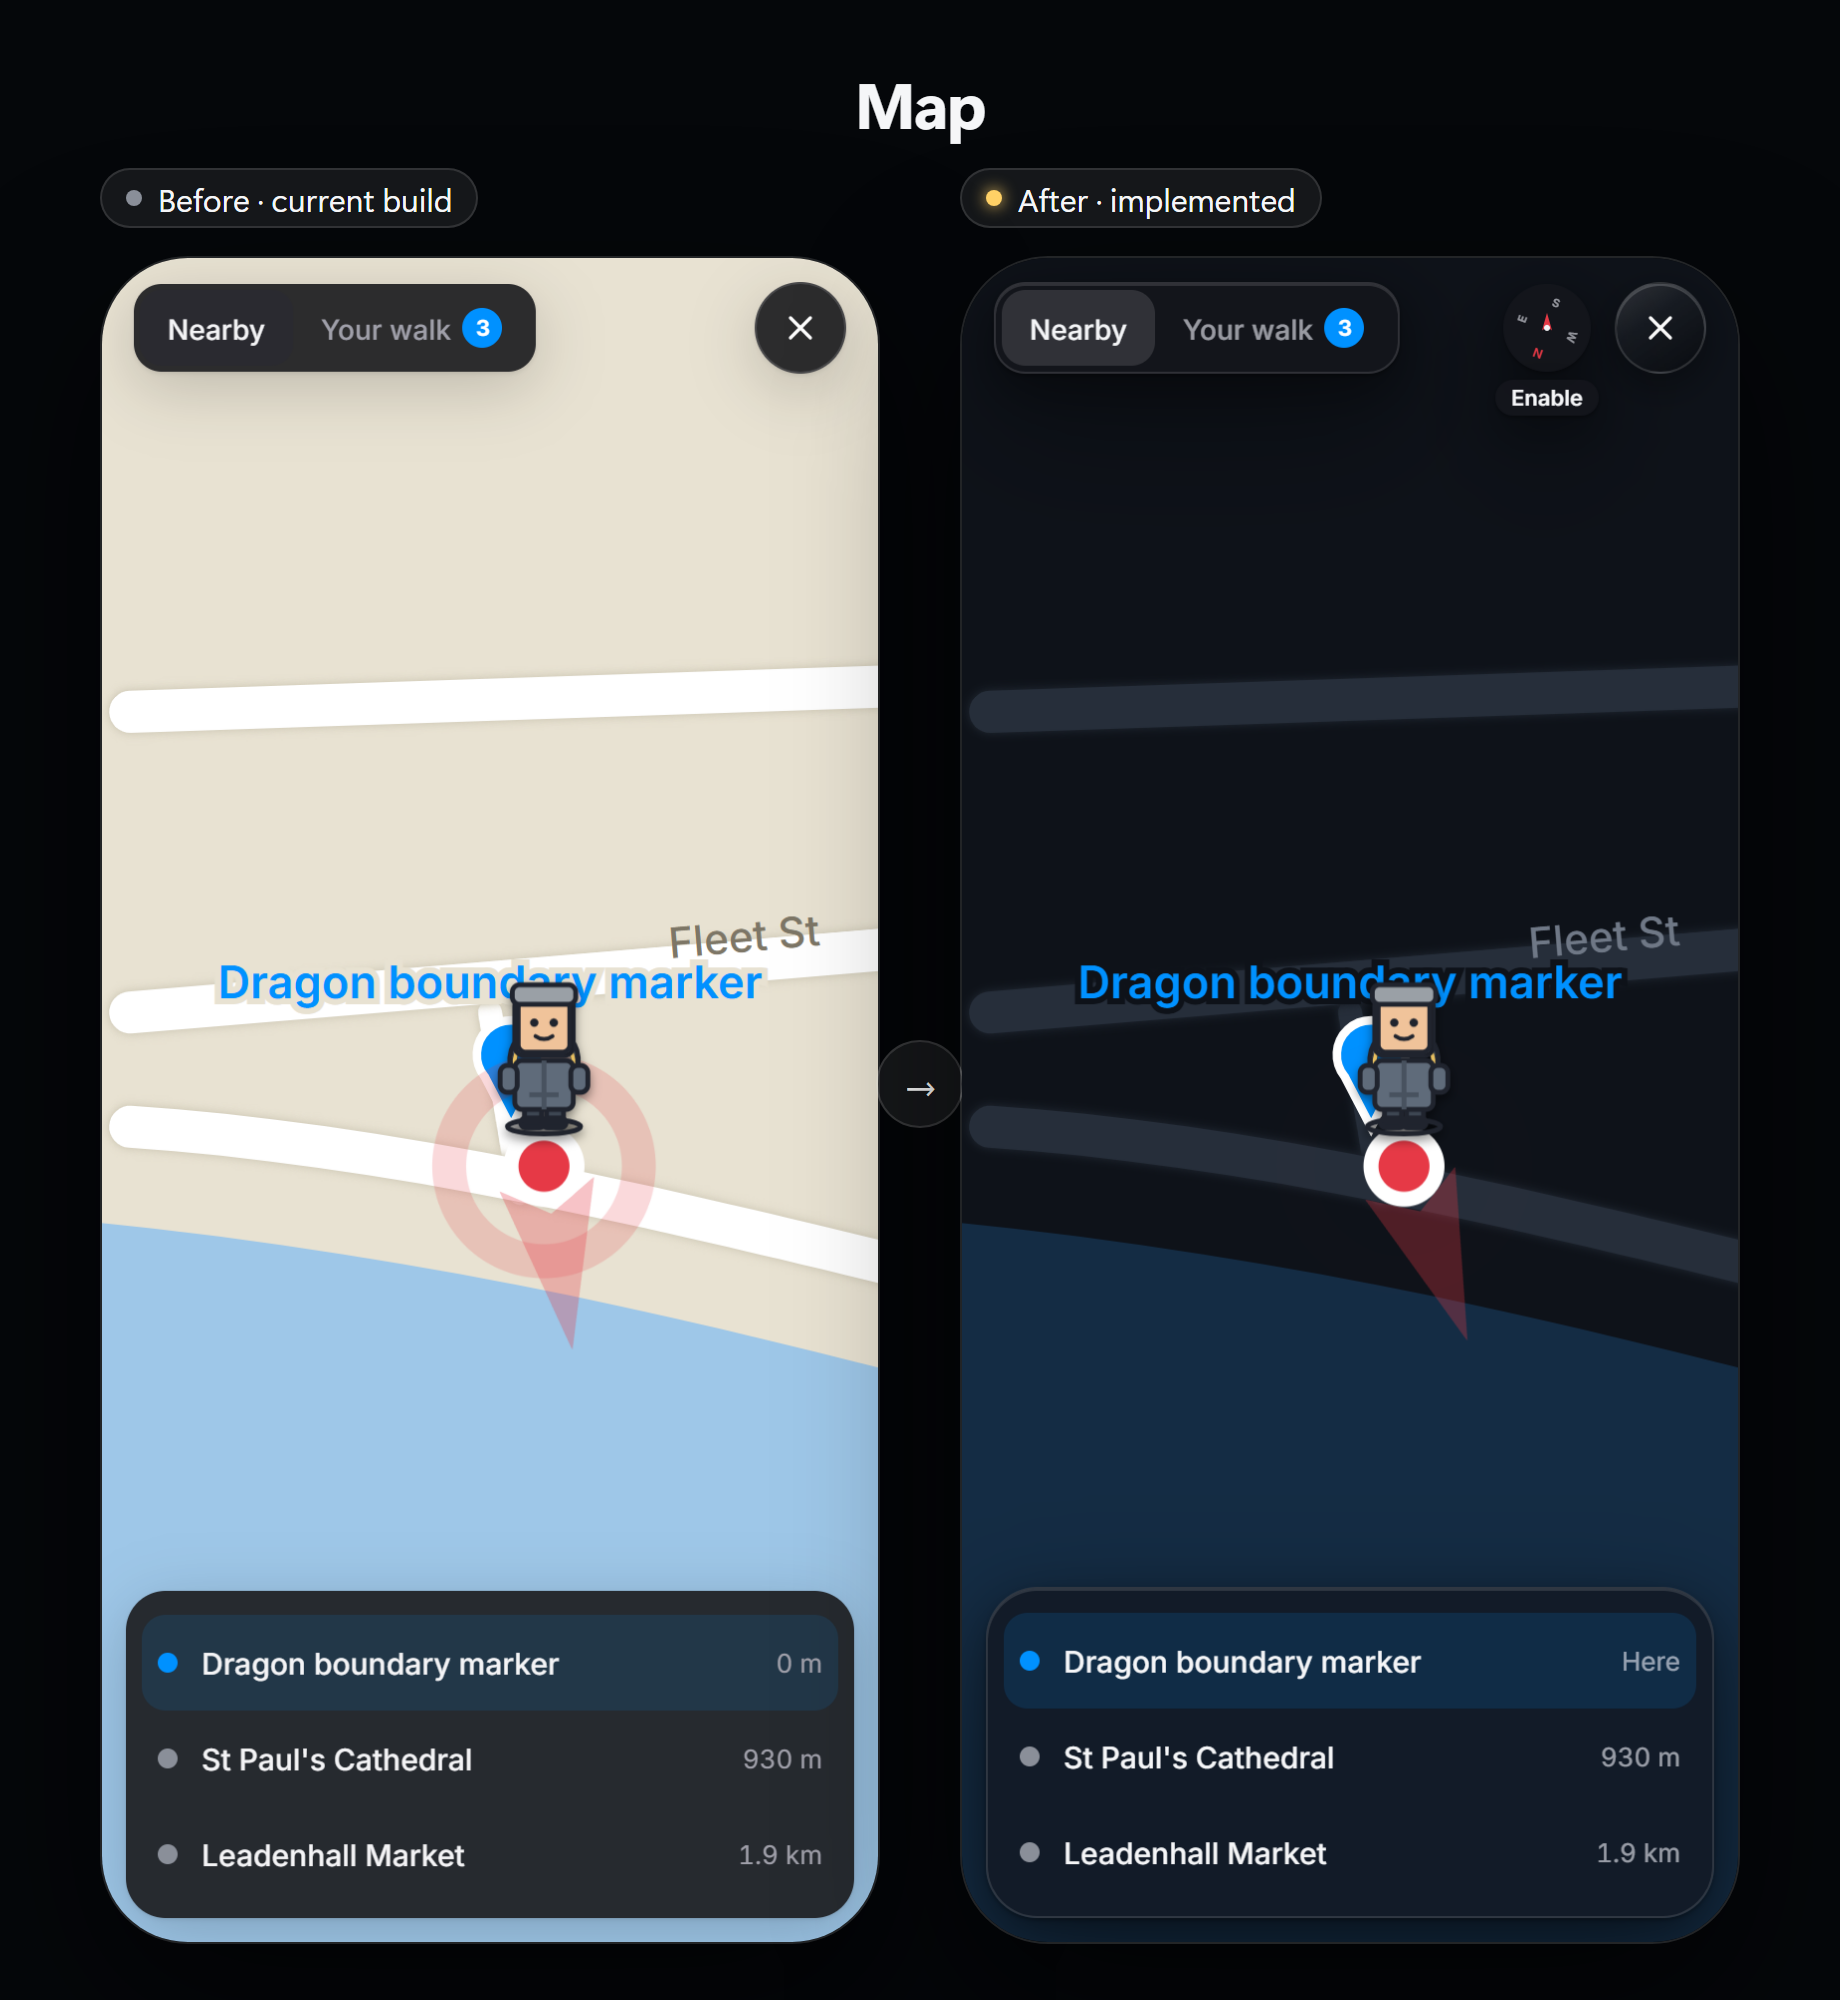 Map
Before · current build
Nearby
Your walk 3
Fleet St
Dragon boundary marker
Dragon boundary marker 0 m
St Paul's Cathedral 930 m
Leadenhall Market 1.9 km
→
After · implemented
Nearby
Your walk 3
S
E
W
N
Enable
Fleet St
Dragon boundary marker
Dragon boundary marker Here
St Paul's Cathedral 930 m
Leadenhall Market 1.9 km